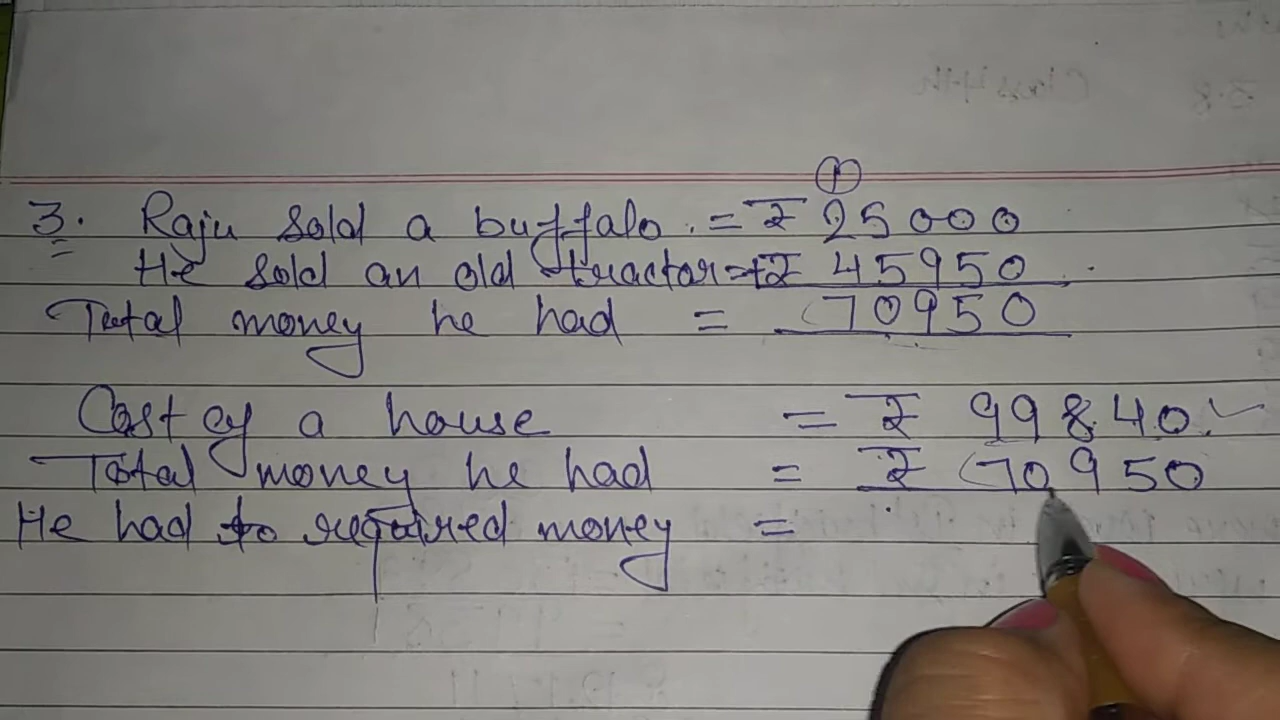 1
3. Raju sold a buffalo. = ₹ 25000
He sold an old tractor = +₹ 45950
Total money he had = 70950
Cost of a house = ₹ 99840
Total money he had = ₹ 70950
He had to required money =